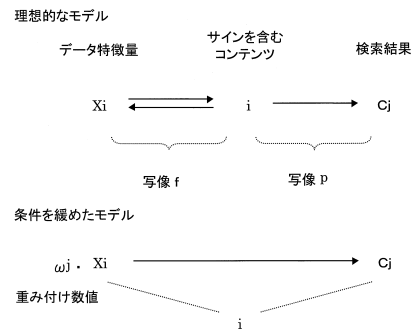 理想的なモデル
データ特徴量
サインを含む
コンテンツ
検索結果
Xi i Cj
写像 f 写像 p
条件を緩めたモデル
ωj・ Xi Cj
重み付け数値
i